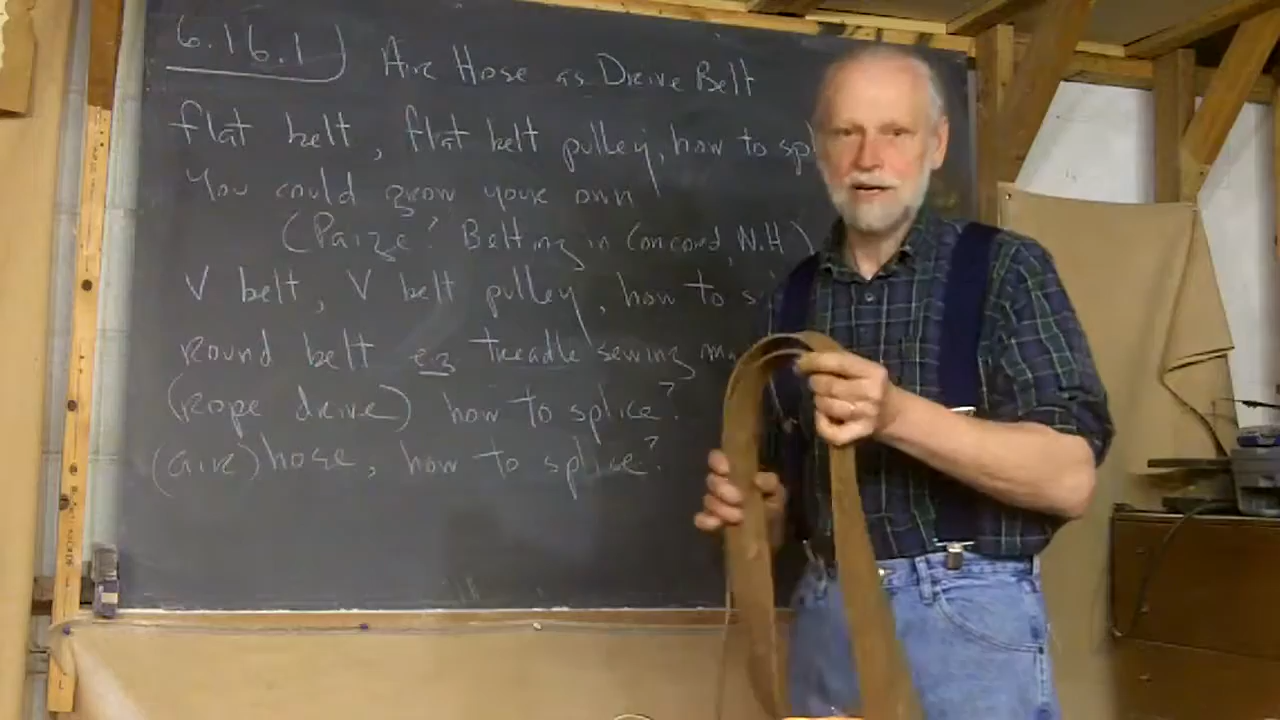 6.16.1) Air Hose as Drive Belt
flat belt, flat belt pulley, how to sp
You could grow your own
(Paige? Belting in Concord, N.H)
V belt, V belt pulley, how to s
round belt e.g treadle sewing ma
(rope drive) how to splice?
(air) hose, how to splice?